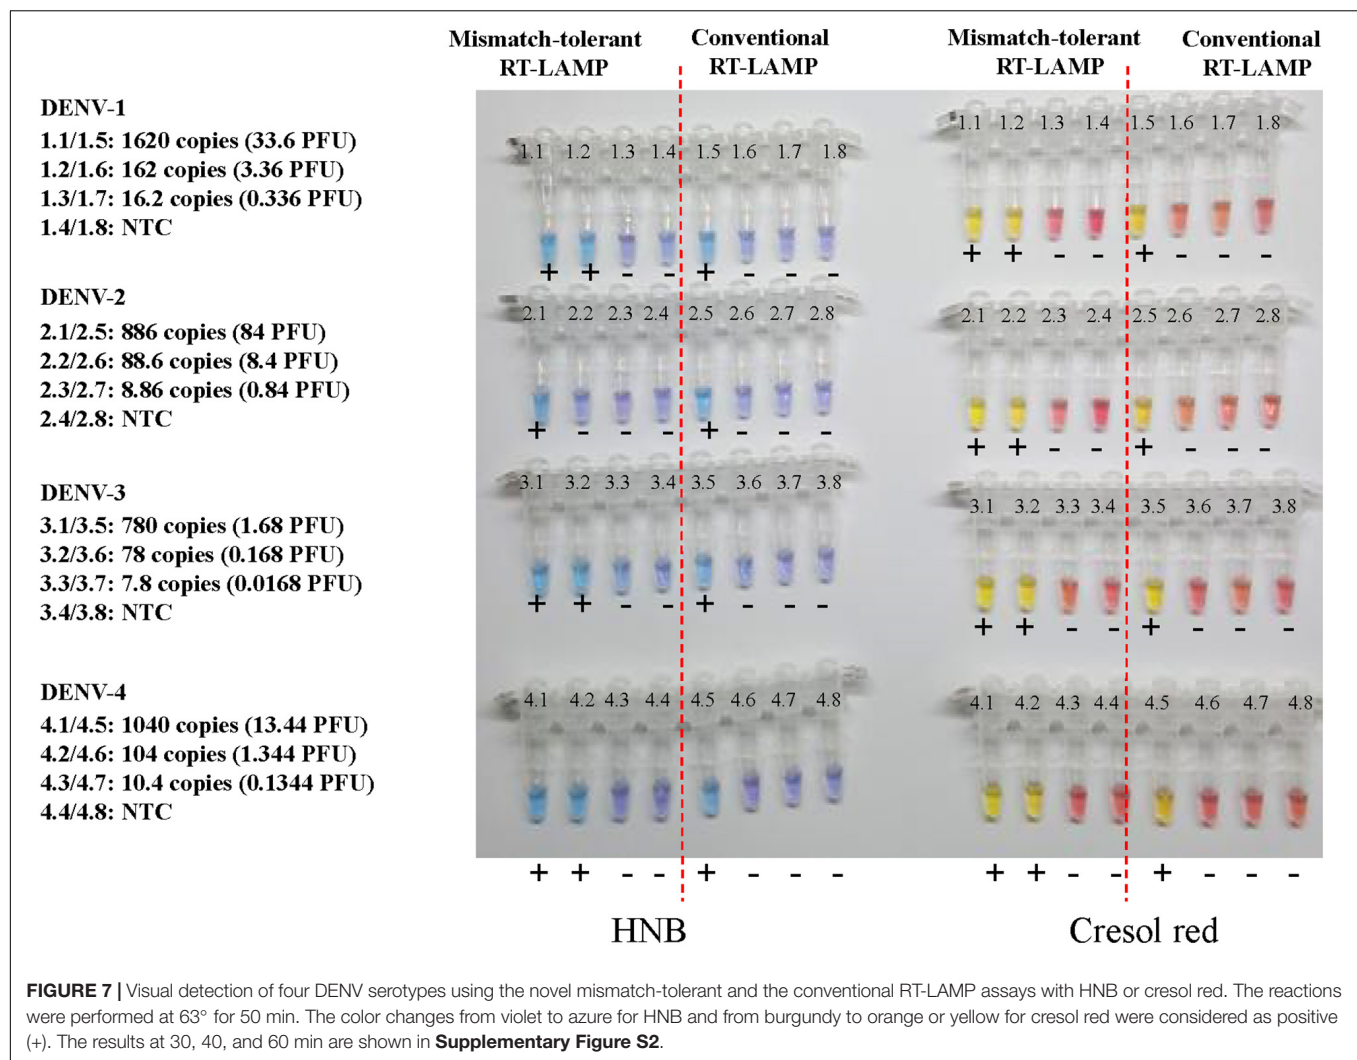 Mismatch-tolerant RT-LAMP
Conventional RT-LAMP
Mismatch-tolerant RT-LAMP
Conventional RT-LAMP
DENV-1
1.1/1.5: 1620 copies (33.6 PFU)
1.2/1.6: 162 copies (3.36 PFU)
1.3/1.7: 16.2 copies (0.336 PFU)
1.4/1.8: NTC
1.1 1.2 1.3 1.4 1.5 1.6 1.7 1.8
+ + - - + - - -
1.1 1.2 1.3 1.4 1.5 1.6 1.7 1.8
+ + - - + - - -
DENV-2
2.1/2.5: 886 copies (84 PFU)
2.2/2.6: 88.6 copies (8.4 PFU)
2.3/2.7: 8.86 copies (0.84 PFU)
2.4/2.8: NTC
2.1 2.2 2.3 2.4 2.5 2.6 2.7 2.8
+ - - - + - - -
2.1 2.2 2.3 2.4 2.5 2.6 2.7 2.8
+ + - - + - - -
DENV-3
3.1/3.5: 780 copies (1.68 PFU)
3.2/3.6: 78 copies (0.168 PFU)
3.3/3.7: 7.8 copies (0.0168 PFU)
3.4/3.8: NTC
3.1 3.2 3.3 3.4 3.5 3.6 3.7 3.8
+ + - - + - - -
3.1 3.2 3.3 3.4 3.5 3.6 3.7 3.8
+ + - - + - - -
DENV-4
4.1/4.5: 1040 copies (13.44 PFU)
4.2/4.6: 104 copies (1.344 PFU)
4.3/4.7: 10.4 copies (0.1344 PFU)
4.4/4.8: NTC
4.1 4.2 4.3 4.4 4.5 4.6 4.7 4.8
+ + - - + - - -
4.1 4.2 4.3 4.4 4.5 4.6 4.7 4.8
+ + - - + - - -
HNB
Cresol red
FIGURE 7 | Visual detection of four DENV serotypes using the novel mismatch-tolerant and the conventional RT-LAMP assays with HNB or cresol red. The reactions
were performed at 63° for 50 min. The color changes from violet to azure for HNB and from burgundy to orange or yellow for cresol red were considered as positive
(+). The results at 30, 40, and 60 min are shown in Supplementary Figure S2.